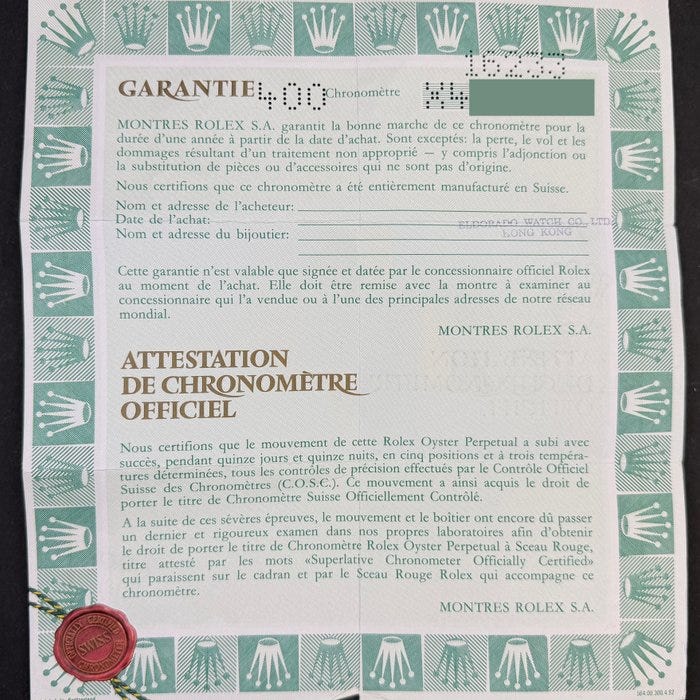 16233
GARANTIE 400 Chronomètre X4
MONTRES ROLEX S.A. garantit la bonne marche de ce chronomètre pour la
durée d'une année à partir de la date d'achat. Sont exceptés: la perte, le vol et les
dommages résultant d'un traitement non approprié – y compris l'adjonction ou
la substitution de pièces ou d'accessoires qui ne sont pas d'origine.
Nous certifions que ce chronomètre a été entièrement manufacturé en Suisse.
Nom et adresse de l'acheteur:
Date de l'achat:
ELDORADO WATCH CO., LTD.
Nom et adresse du bijoutier:
HONG KONG
Cette garantie n'est valable que signée et datée par le concessionnaire officiel Rolex
au moment de l'achat. Elle doit être remise avec la montre à examiner au
concessionnaire qui l'a vendue ou à l'une des principales adresses de notre réseau
mondial.
MONTRES ROLEX S.A.
ATTESTATION
DE CHRONOMÈTRE
OFFICIEL
Nous certifions que le mouvement de cette Rolex Oyster Perpetual a subi avec
succès, pendant quinze jours et quinze nuits, en cinq positions et à trois tempéra-
tures déterminées, tous les contrôles de précision effectués par le Contrôle Officiel
Suisse des Chronomètres (C.O.S.C.). Ce mouvement a ainsi acquis le droit de
porter le titre de Chronomètre Suisse Officiellement Contrôlé.
A la suite de ces sévères épreuves, le mouvement et le boîtier ont encore dû passer
un dernier et rigoureux examen dans nos propres laboratoires afin d'obtenir
le droit de porter le titre de Chronomètre Rolex Oyster Perpetual à Sceau Rouge,
titre attesté par les mots «Superlative Chronometer Officially Certified»
qui paraissent sur le cadran et par le Sceau Rouge Rolex qui accompagne ce
chronomètre.
MONTRES ROLEX S.A.
OFFICIALLY CERTIFIED
SWISS
CHRONOMETER
564.00.300.4.92